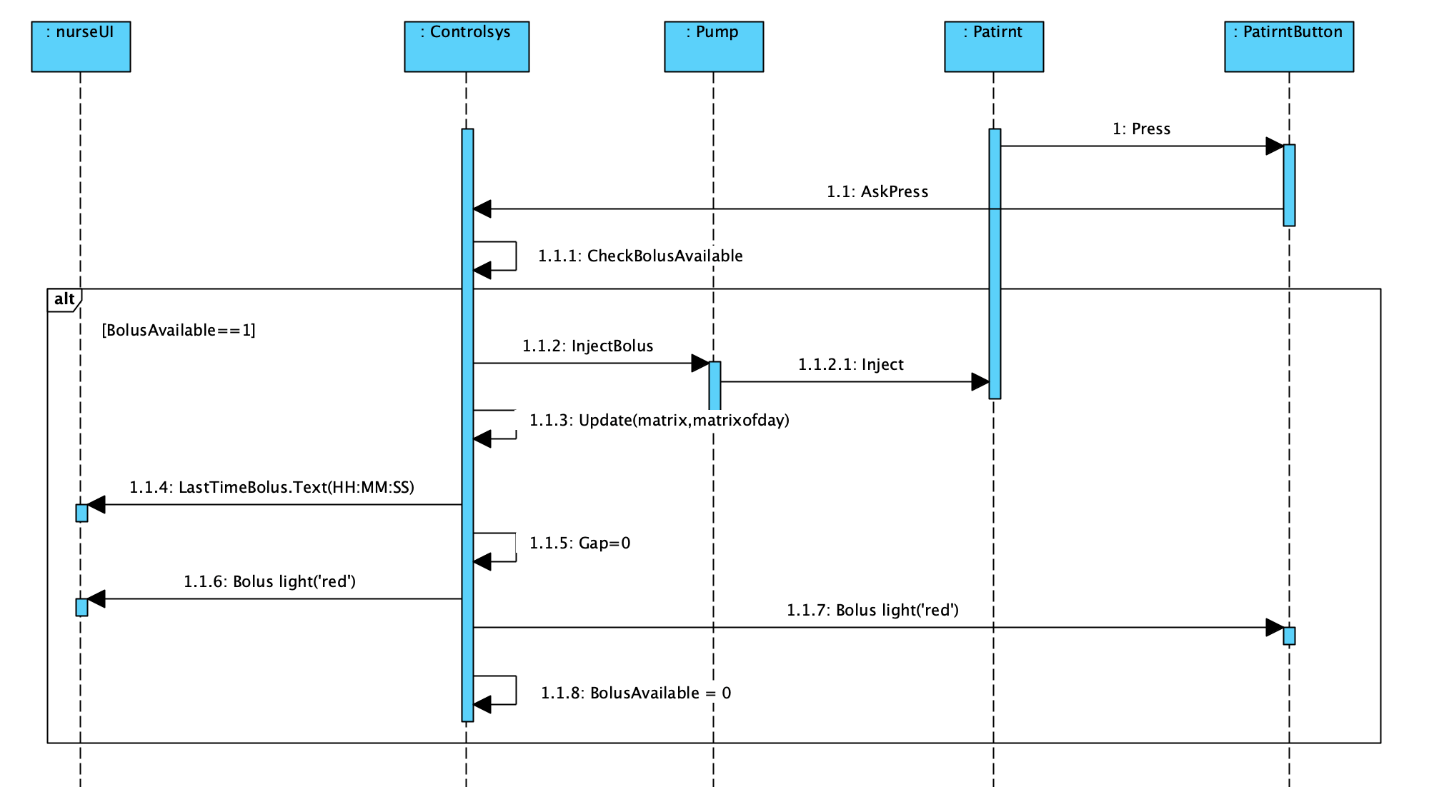 : nurseUI
: Controlsys
: Pump
: Patirnt
: PatirntButton
1: Press
1.1: AskPress
1.1.1: CheckBolusAvailable
alt
[BolusAvailable==1]
1.1.2: InjectBolus
1.1.2.1: Inject
1.1.3: Update(matrix,matrixofday)
1.1.4: LastTimeBolus.Text(HH:MM:SS)
1.1.5: Gap=0
1.1.6: Bolus light('red')
1.1.7: Bolus light('red')
1.1.8: BolusAvailable = 0